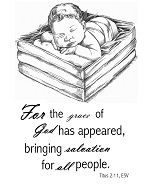 For the grace of
God has appeared,
bringing salvation
for all people.
Titus 2:11, ESV